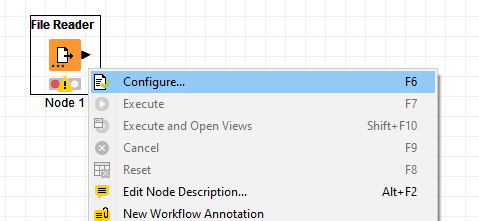 File Reader
Node 1
Configure... F6
Execute F7
Execute and Open Views Shift+F10
Cancel F9
Reset F8
Edit Node Description... Alt+F2
New Workflow Annotation